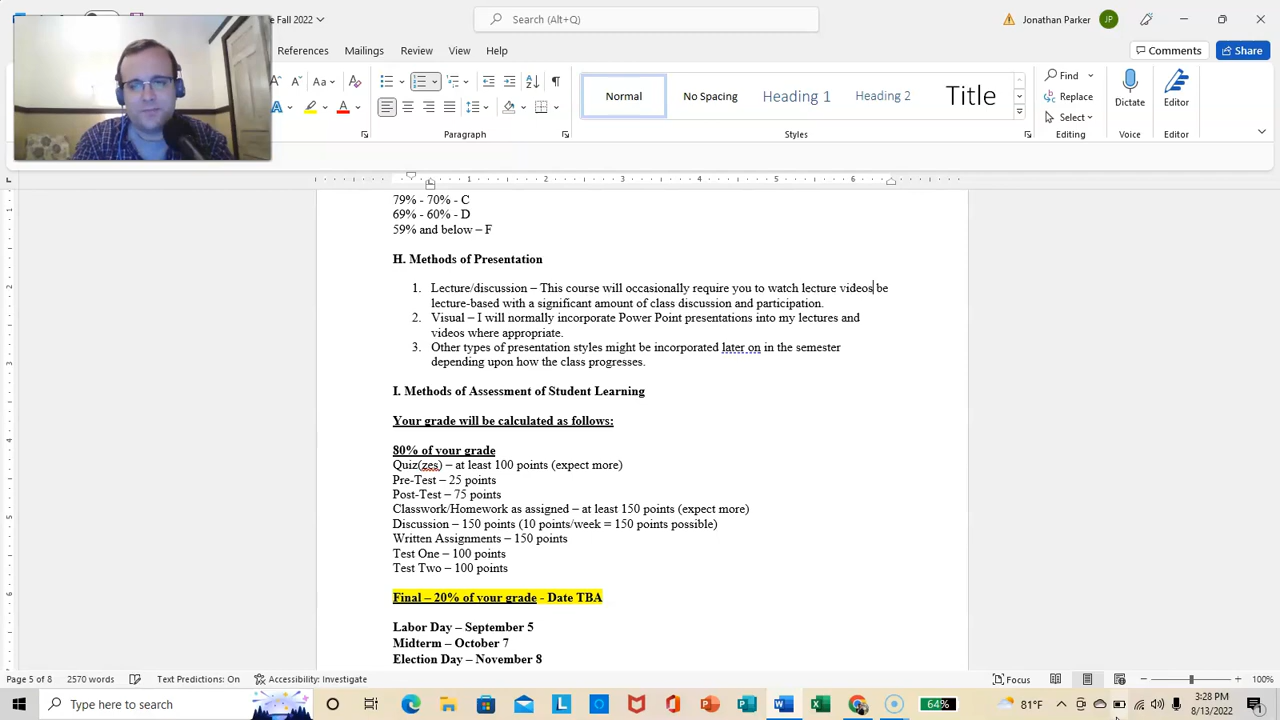 e Fall 2022
Search (Alt+Q)
Jonathan Parker
JP
References
Mailings
Review
View
Help
Comments
Share
Aa
A
A
Normal
No Spacing
Heading 1
Heading 2
Title
Find
Replace
Select
Dictate
Editor
Paragraph
Styles
Editing
Voice
Editor
1
2
3
4
5
6
79% - 70% - C
69% - 60% - D
59% and below – F
H. Methods of Presentation
1. Lecture/discussion – This course will occasionally require you to watch lecture videos be
lecture-based with a significant amount of class discussion and participation.
2. Visual – I will normally incorporate Power Point presentations into my lectures and
videos where appropriate.
3. Other types of presentation styles might be incorporated later on in the semester
depending upon how the class progresses.
I. Methods of Assessment of Student Learning
Your grade will be calculated as follows:
80% of your grade
Quiz(zes) – at least 100 points (expect more)
Pre-Test – 25 points
Post-Test – 75 points
Classwork/Homework as assigned – at least 150 points (expect more)
Discussion – 150 points (10 points/week = 150 points possible)
Written Assignments – 150 points
Test One – 100 points
Test Two – 100 points
Final – 20% of your grade - Date TBA
Labor Day – September 5
Midterm – October 7
Election Day – November 8
Page 5 of 8
2570 words
Text Predictions: On
Accessibility: Investigate
Focus
100%
Type here to search
64%
81°F
3:28 PM
8/13/2022